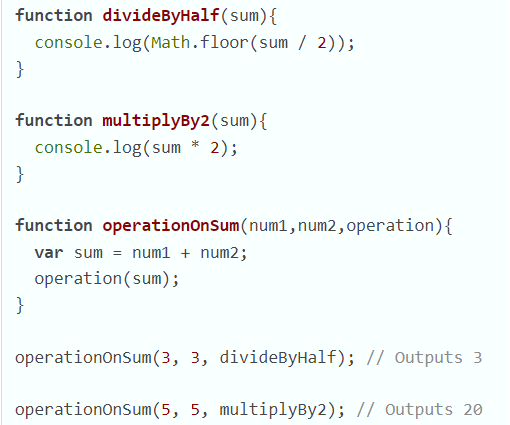 function divideByHalf(sum){
  console.log(Math.floor(sum / 2));
}

function multiplyBy2(sum){
  console.log(sum * 2);
}

function operationOnSum(num1,num2,operation){
  var sum = num1 + num2;
  operation(sum);
}

operationOnSum(3, 3, divideByHalf); // Outputs 3

operationOnSum(5, 5, multiplyBy2); // Outputs 20